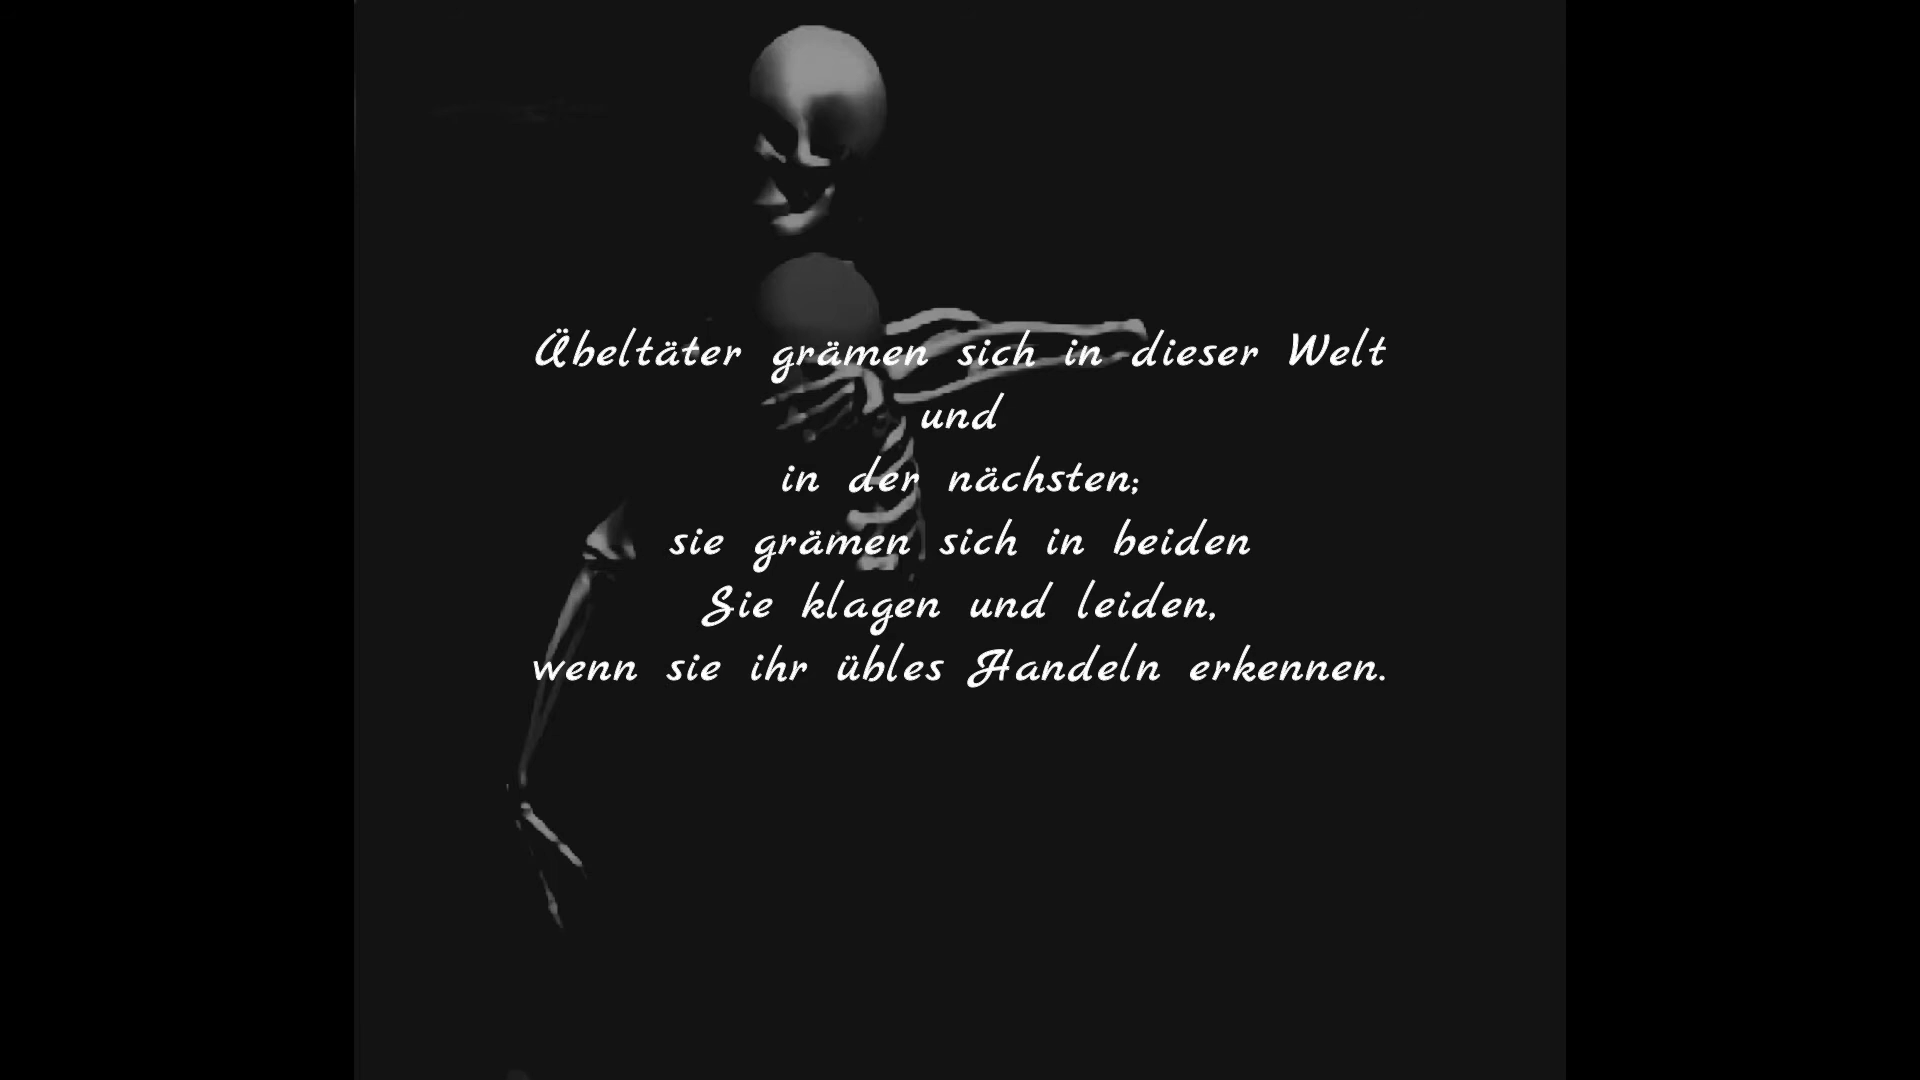 Übeltäter grämen sich in dieser Welt
und
in der nächsten;
sie grämen sich in beiden
Sie klagen und leiden,
wenn sie ihr übles Handeln erkennen.